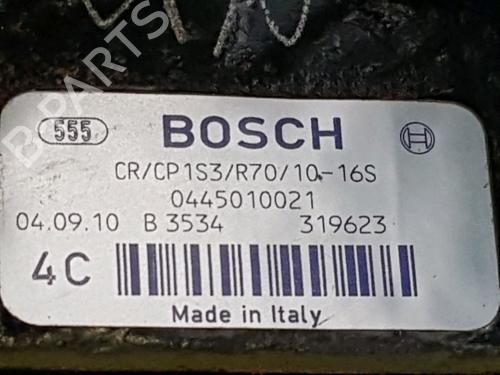 555 BOSCH
CR/CP1S3/R70/10-16S
0445010021
04.09.10 B 3534 319623
4C
Made in Italy
B-PARTS